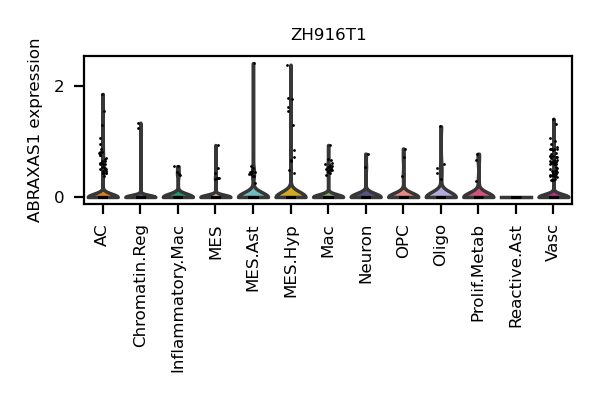 ZH916T1
ABRAXAS1 expression
2
0
AC
Chromatin.Reg
Inflammatory.Mac
MES
MES.Ast
MES.Hyp
Mac
Neuron
OPC
Oligo
Prolif.Metab
Reactive.Ast
Vasc